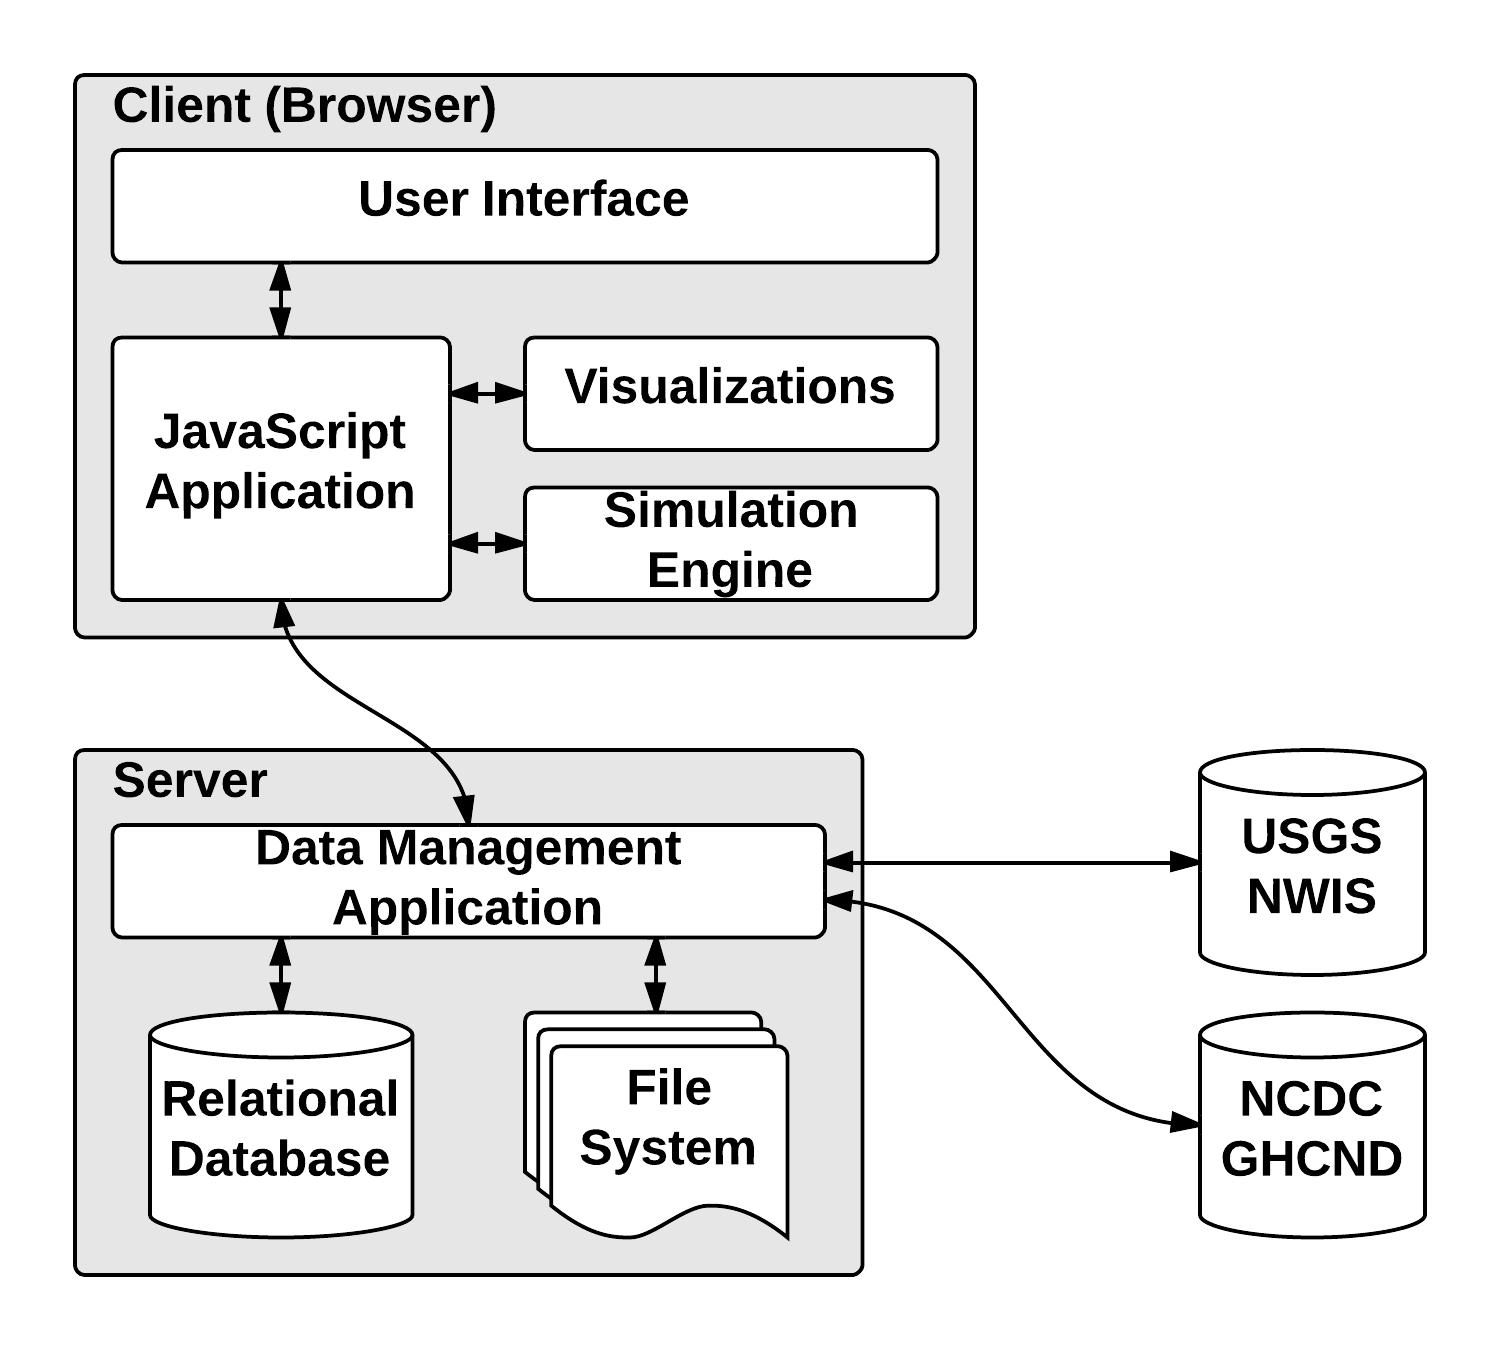 Client (Browser)
User Interface
JavaScript
Application
Visualizations
Simulation
Engine
Server
Data Management
Application
Relational
Database
File
System
USGS
NWIS
NCDC
GHCND